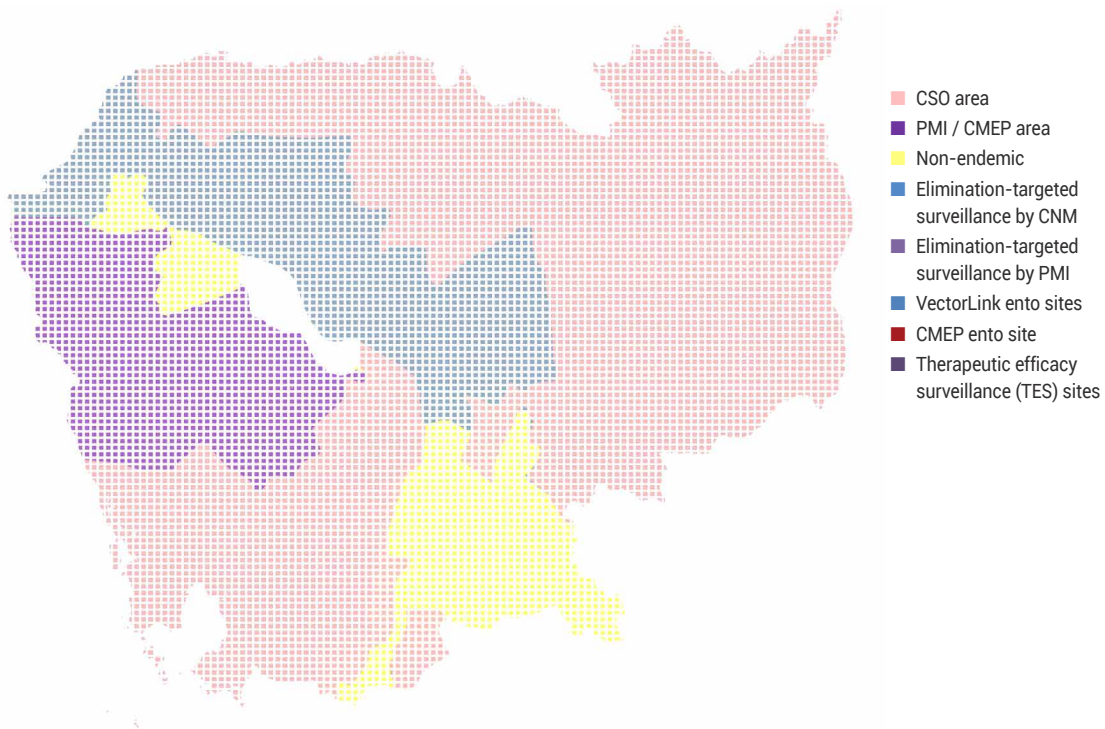 CSO area
PMI / CMEP area
Non-endemic
Elimination-targeted
surveillance by CNM
Elimination-targeted
surveillance by PMI
VectorLink ento sites
CMEP ento site
Therapeutic efficacy
surveillance (TES) sites